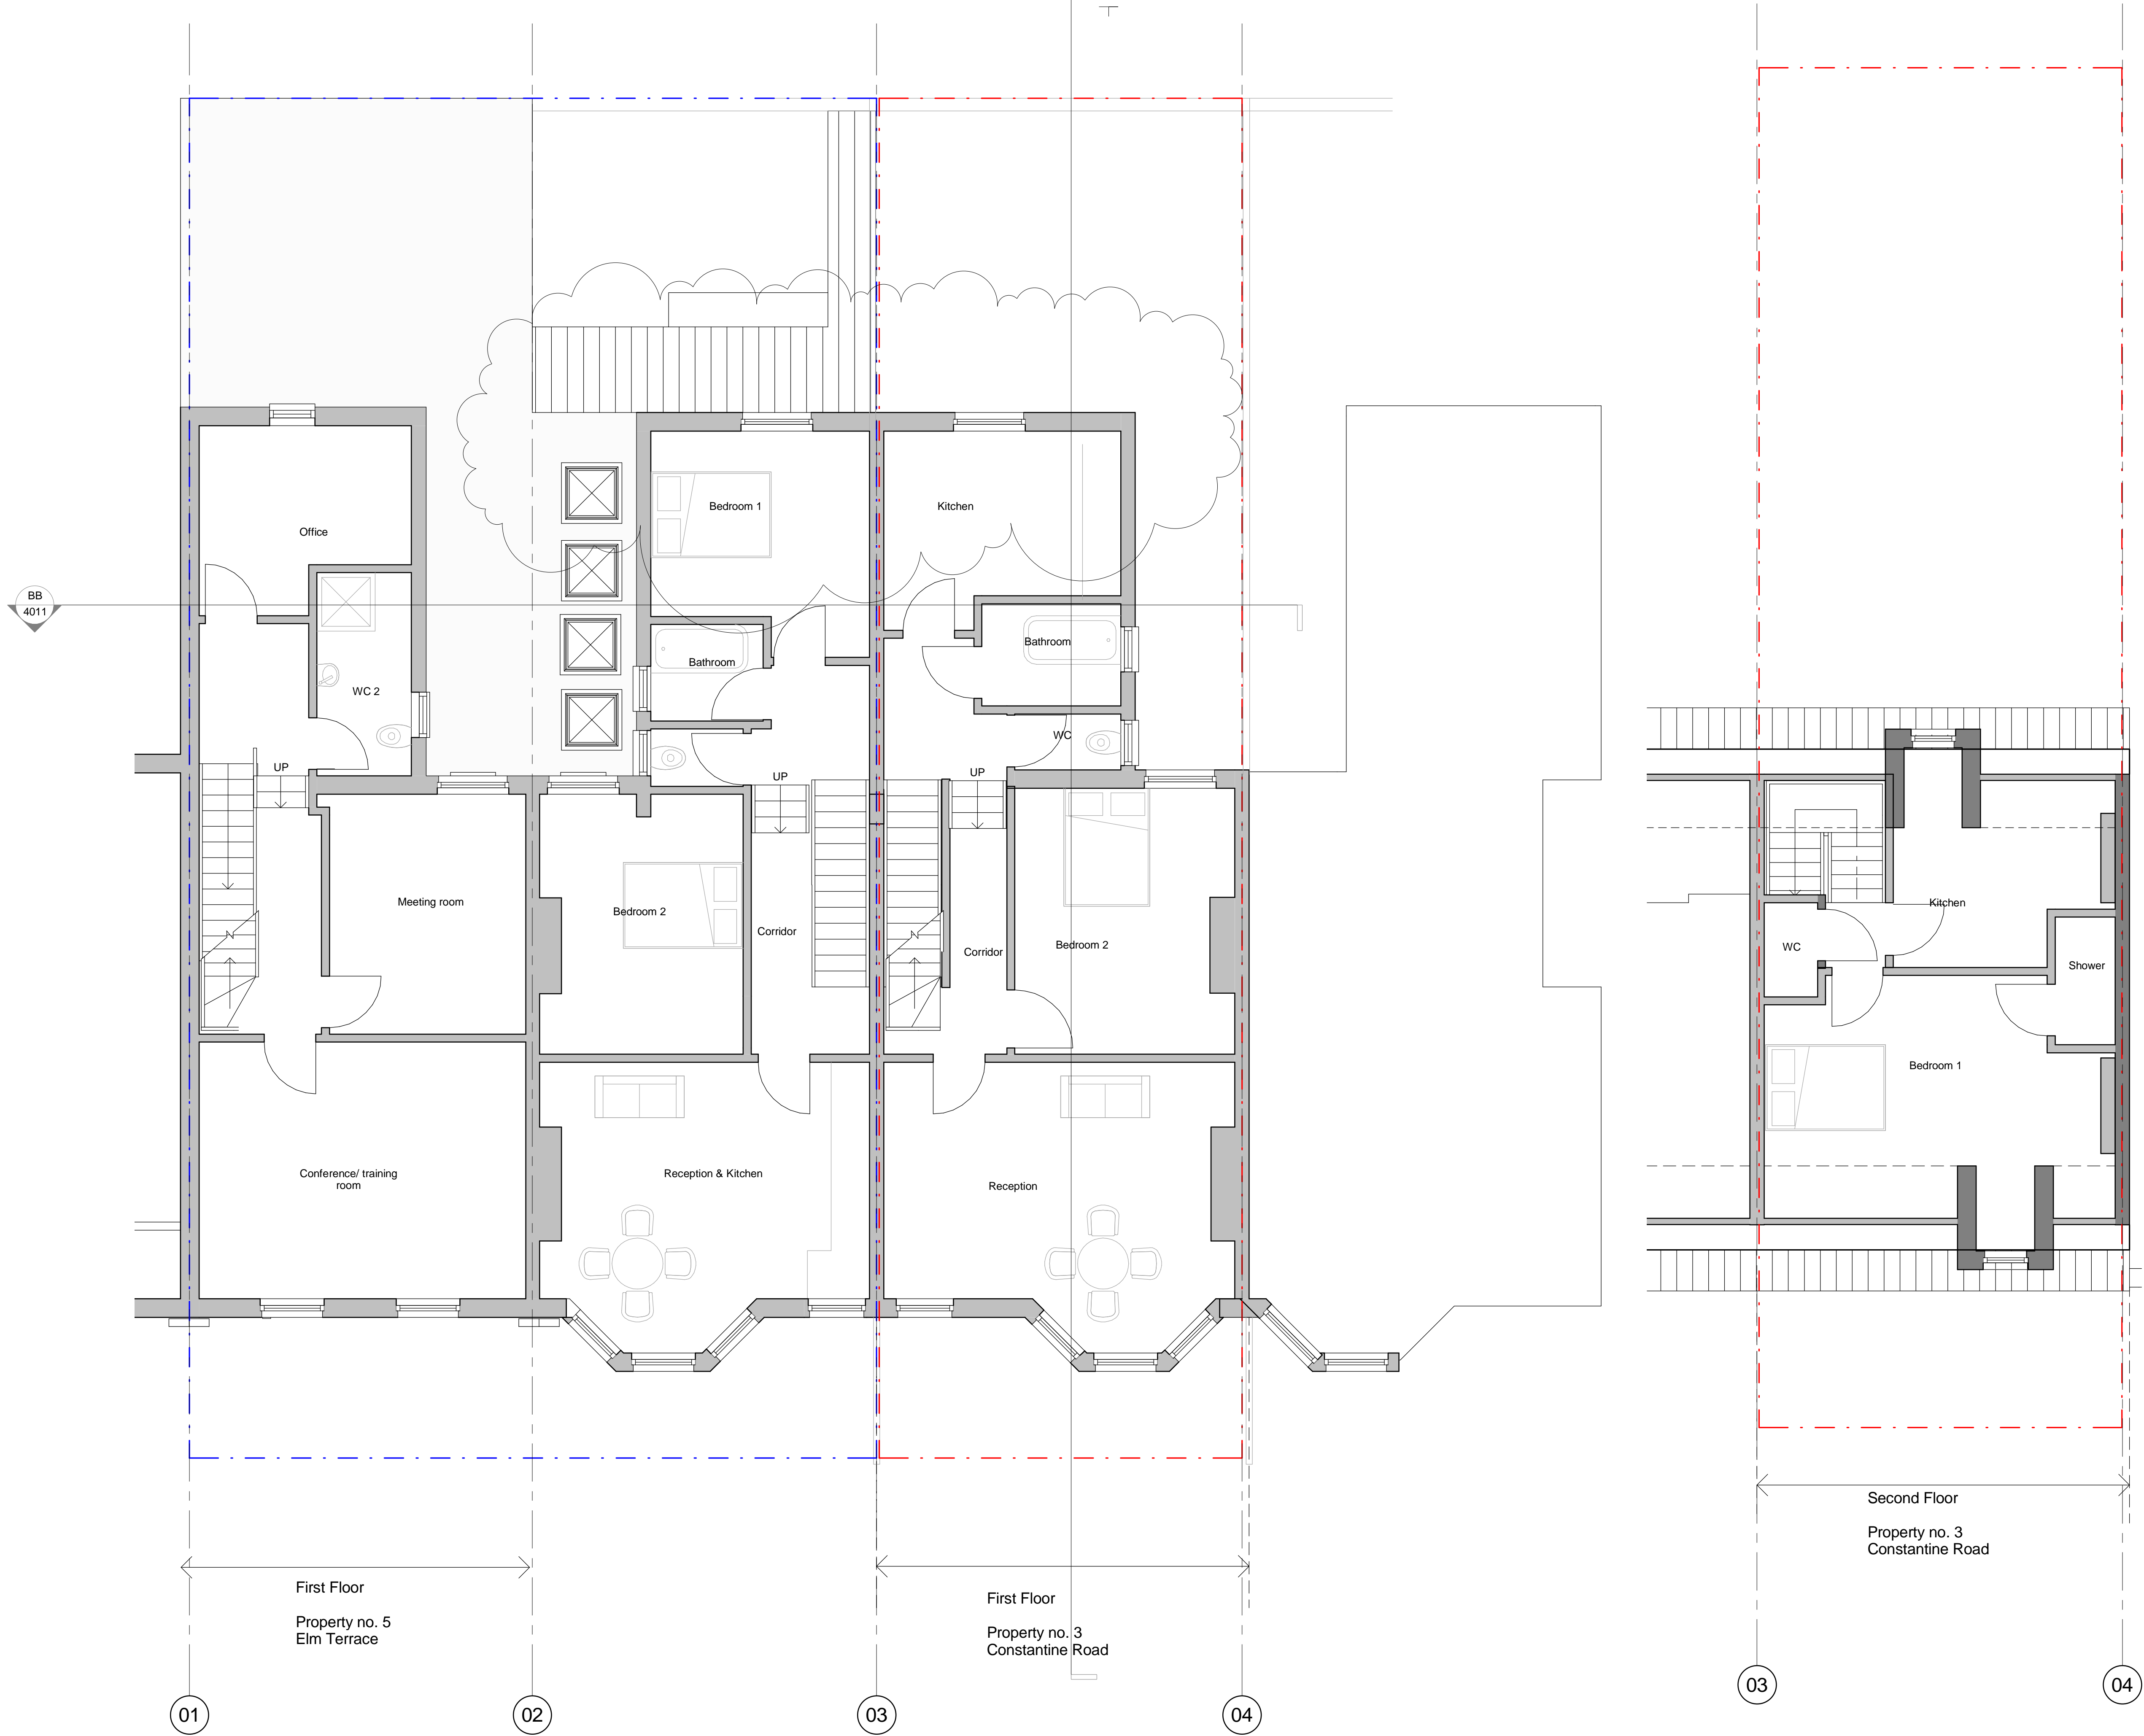 Bedroom 1
Kitchen
Office
BB
4011
Bathroom
Bathroom
WC 2
WC
UP
UP
UP
Meeting room
Bedroom 2
Corridor
Corridor
Bedroom 2
Conference/ training
room
Reception & Kitchen
Reception
Kitchen
WC
Shower
Bedroom 1
First Floor
Property no. 5
Elm Terrace
First Floor
Property no. 3
Constantine Road
Second Floor
Property no. 3
Constantine Road
01
02
03
04
03
04